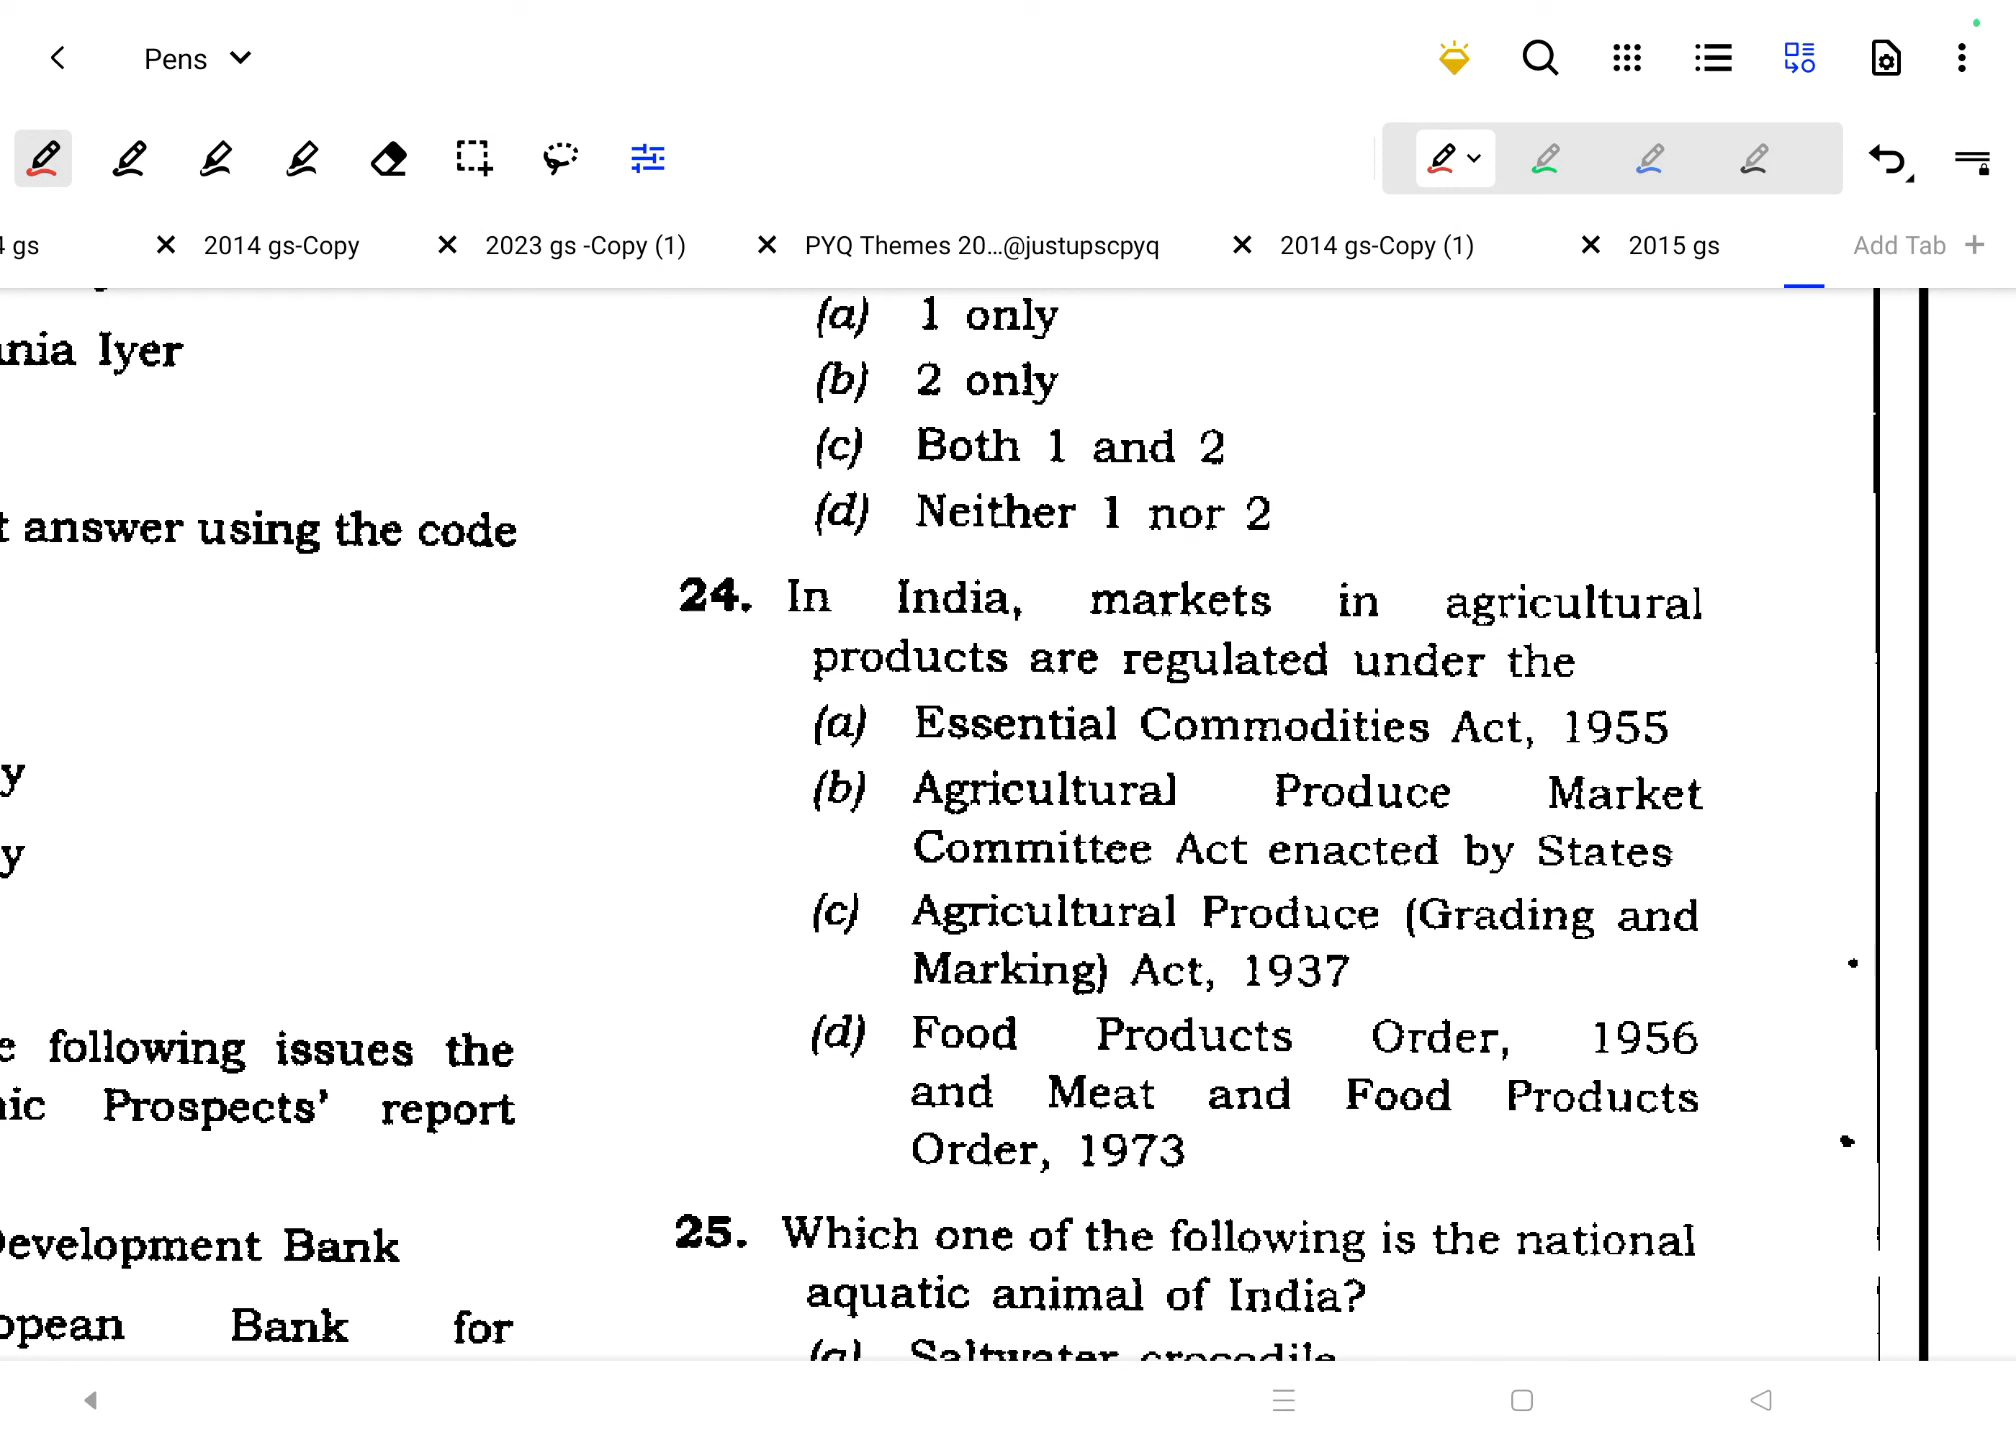 Pens
4 gs
2014 gs-Copy
2023 gs -Copy (1)
PYQ Themes 20...@justupscpyq
2014 gs-Copy (1)
2015 gs
Add Tab +
Iyer
answer using the code
y
y
following issues the
Prospects' report
Bank
Bank for
(a) 1 only
(b) 2 only
(c) Both 1 and 2
(d) Neither 1 nor 2
24. In India, markets in agricultural
products are regulated under the
(a) Essential Commodities Act, 1955
(b) Agricultural Produce Market
Committee Act enacted by States
(c) Agricultural Produce (Grading and
Marking) Act, 1937
(d) Food Products Order, 1956
and Meat and Food Products
Order, 1973
25. Which one of the following is the national
aquatic animal of India?
(a) Saltwater crocodile